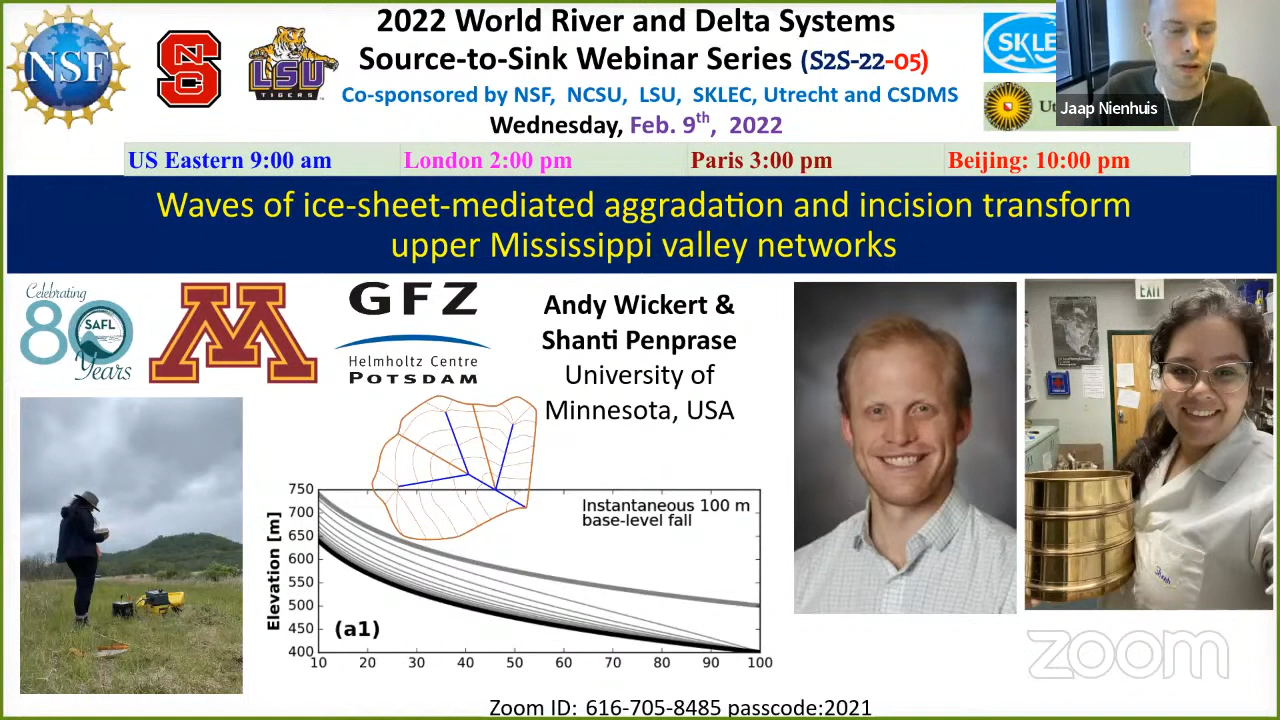 2022 World River and Delta Systems
Source-to-Sink Webinar Series (S2S-22-05)
Co-sponsored by NSF, NCSU, LSU, SKLEC, Utrecht and CSDMS
Wednesday, Feb. 9th, 2022
NSF
S
LSU
TIGERS
SKLE
Ut
Jaap Nienhuis
US Eastern 9:00 am London 2:00 pm Paris 3:00 pm Beijing: 10:00 pm
Waves of ice-sheet-mediated aggradation and incision transform
upper Mississippi valley networks
Celebrating
80
SAFL
Years
M
GFZ
Helmholtz Centre
POTSDAM
Andy Wickert &
Shanti Penprase
University of
Minnesota, USA
EXIT
Instantaneous 100 m
base-level fall
Elevation [m]
750
700
650
600
550
500
450
400
(a1)
10 20 30 40 50 60 70 80 90 100
zoom
Zoom ID: 616-705-8485 passcode:2021